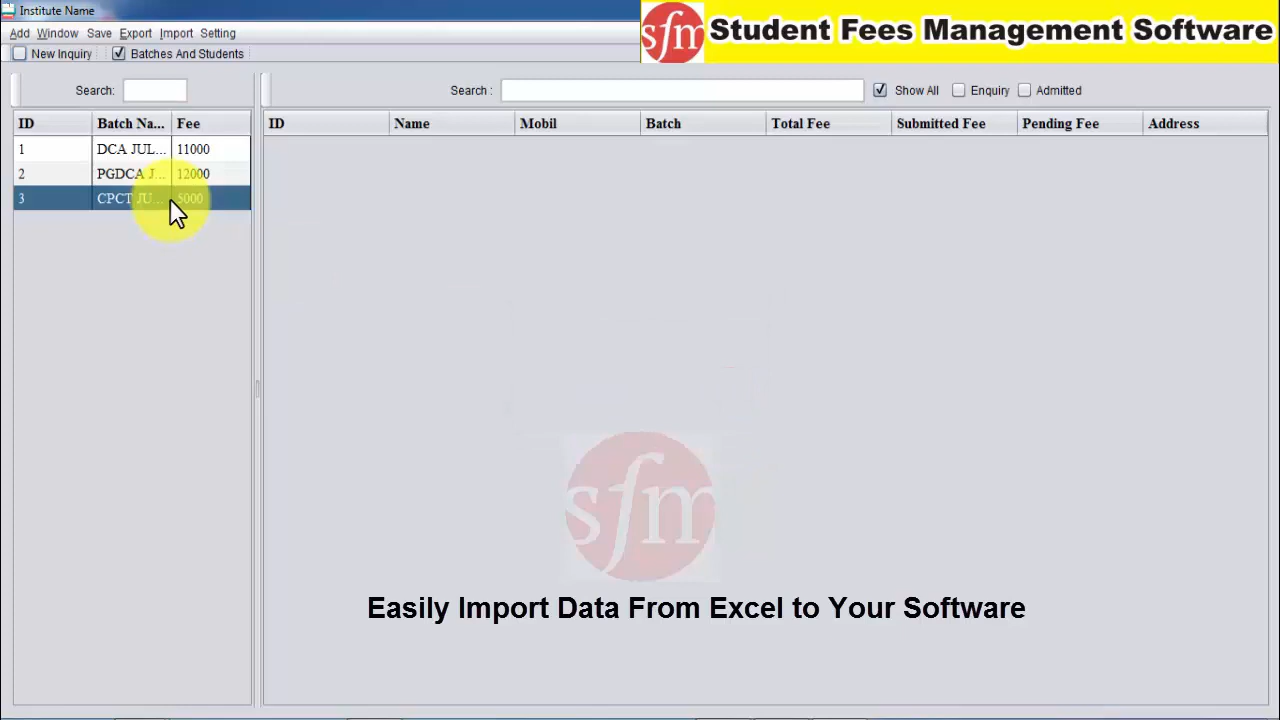 Institute Name
Add Window Save Export Import Setting
sfm Student Fees Management Software
New Inquiry Batches And Students
Search:
Search : Show All Enquiry Admitted
ID Batch Na... Fee
1 DCA JUL... 11000
2 PGDCA J... 12000
3 CPCT JU... 5000
ID Name Mobil Batch Total Fee Submitted Fee Pending Fee Address
sfm
Easily Import Data From Excel to Your Software